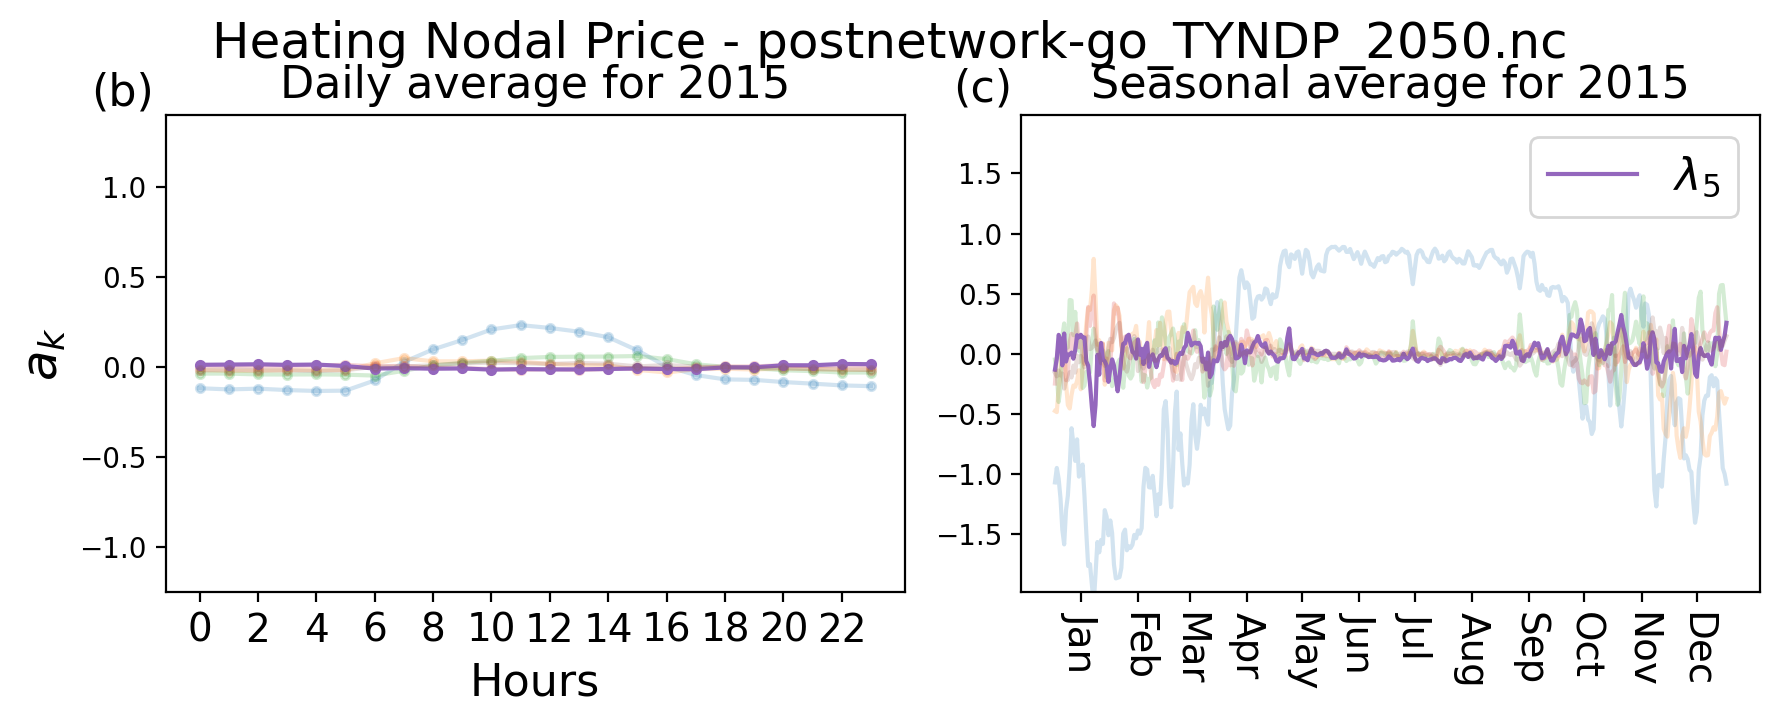 Heating Nodal Price - postnetwork-go_TYNDP_2050.nc
(b) Daily average for 2015
(c) Seasonal average for 2015
a_k
1.0
0.5
0.0
−0.5
−1.0
0 2 4 6 8 10 12 14 16 18 20 22
Hours
1.5
1.0
0.5
0.0
−0.5
−1.0
−1.5
λ₅
Jan Feb Mar Apr May Jun Jul Aug Sep Oct Nov Dec